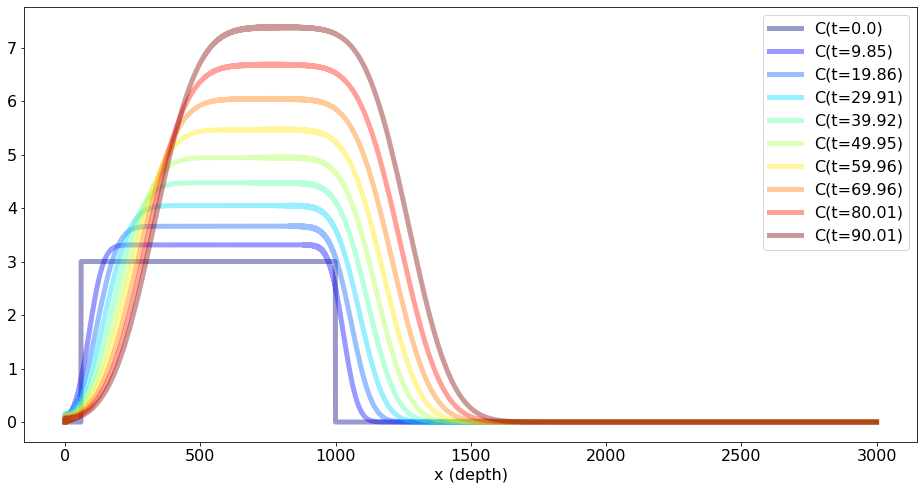 7
6
5
4
3
2
1
0
0 500 1000 1500 2000 2500 3000
x (depth)
C(t=0.0)
C(t=9.85)
C(t=19.86)
C(t=29.91)
C(t=39.92)
C(t=49.95)
C(t=59.96)
C(t=69.96)
C(t=80.01)
C(t=90.01)